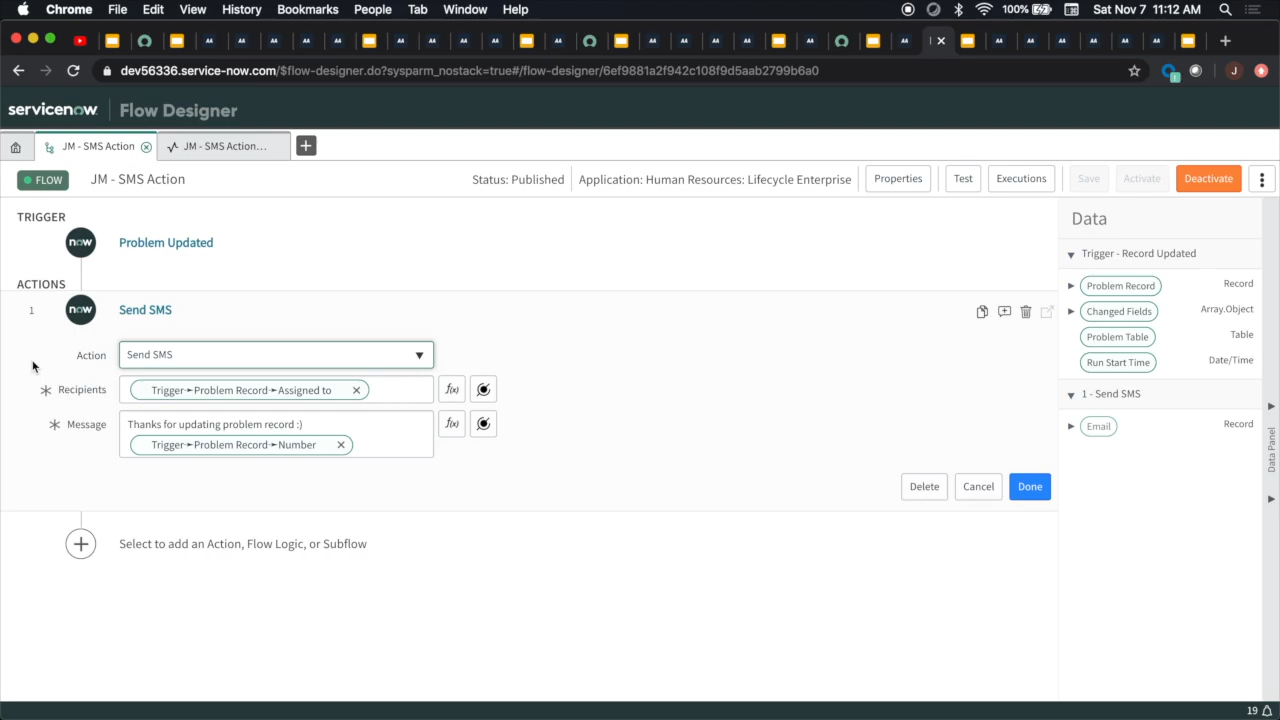 Chrome File Edit View History Bookmarks People Tab Window Help 100% Sat Nov 7 11:12 AM
dev56336.service-now.com/$flow-designer.do?sysparm_nostack=true#/flow-designer/6ef9881a2f942c108f9d5aab2799b6a0 J
servicenow Flow Designer
JM - SMS Action JM - SMS Action...
FLOW JM - SMS Action Status: Published Application: Human Resources: Lifecycle Enterprise Properties Test Executions Save Activate Deactivate
TRIGGER Data
now Problem Updated Trigger - Record Updated
ACTIONS Problem Record Record
1 now Send SMS Changed Fields Array.Object
Problem Table Table
Action Send SMS Run Start Time Date/Time
Recipients Trigger➛Problem Record➛Assigned to f(x) 1 - Send SMS
Message Thanks for updating problem record :) f(x) Email Record
Trigger➛Problem Record➛Number Data Panel
Delete Cancel Done
Select to add an Action, Flow Logic, or Subflow
19